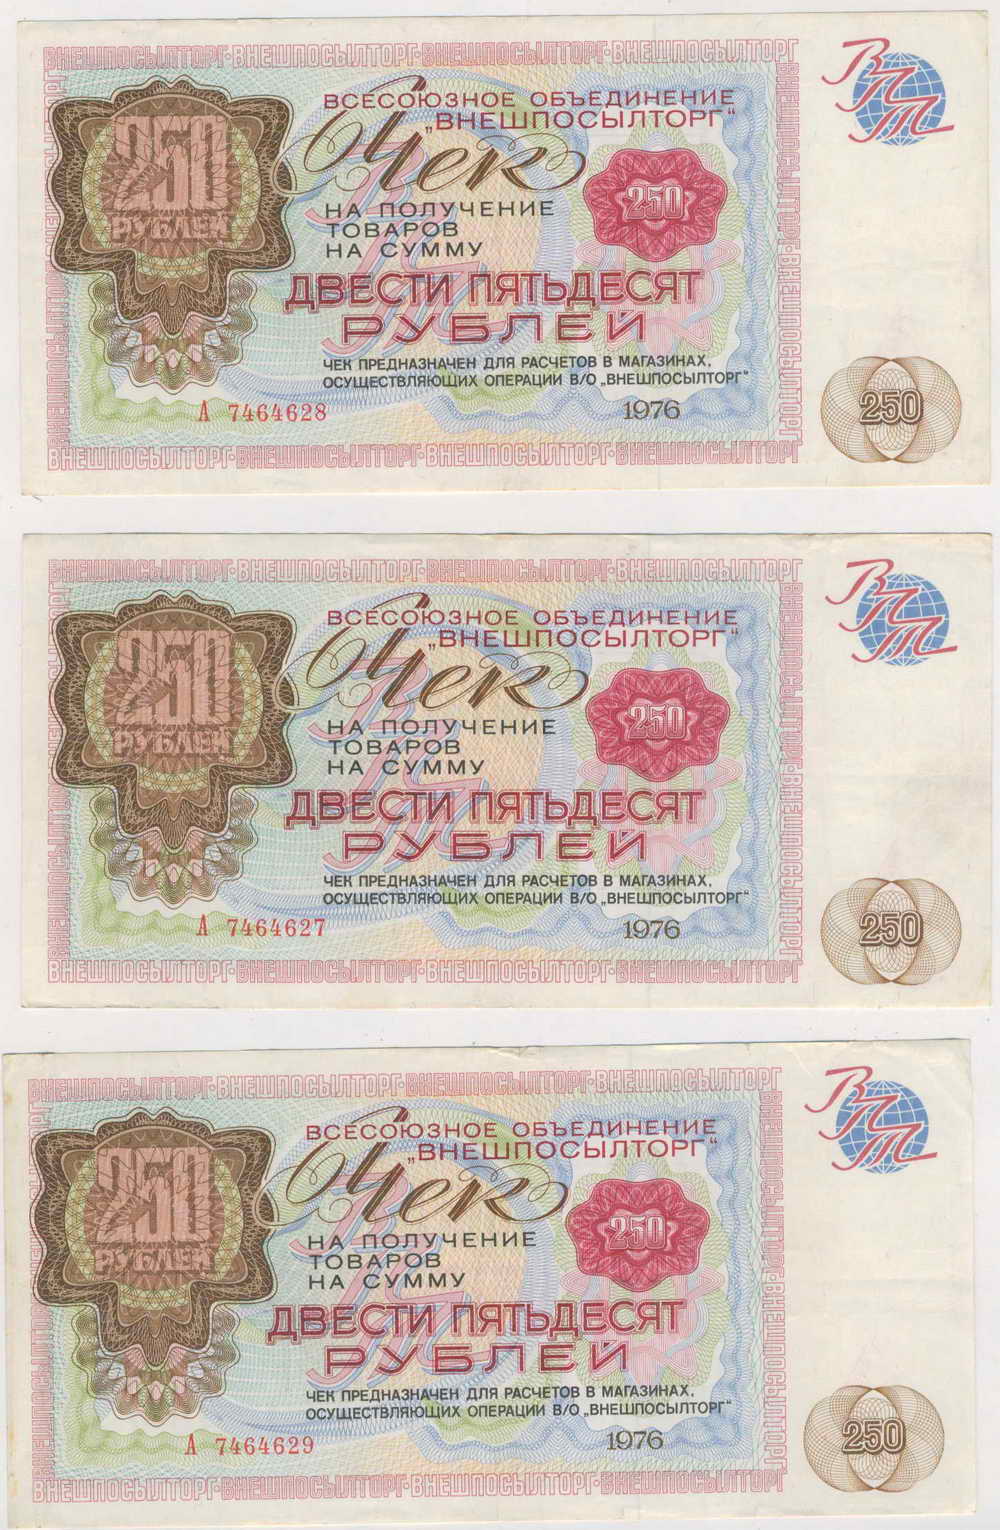 ВНЕШПОСЫЛТОРГ·ВНЕШПОСЫЛТОРГ·ВНЕШПОСЫЛТОРГ·ВНЕШПОСЫЛТОРГ
ВПТ
ВСЕСОЮЗНОЕ ОБЪЕДИНЕНИЕ
„ВНЕШПОСЫЛТОРГ“
250
РУБЛЕЙ
Чек
250
НА ПОЛУЧЕНИЕ
ТОВАРОВ
НА СУММУ
ДВЕСТИ ПЯТЬДЕСЯТ
РУБЛЕЙ
ЧЕК ПРЕДНАЗНАЧЕН ДЛЯ РАСЧЕТОВ В МАГАЗИНАХ,
ОСУЩЕСТВЛЯЮЩИХ ОПЕРАЦИИ В/О „ВНЕШПОСЫЛТОРГ“
А 7464628
1976
250
ВНЕШПОСЫЛТОРГ·ВНЕШПОСЫЛТОРГ·ВНЕШПОСЫЛТОРГ·ВНЕШПОСЫЛТОРГ
ВНЕШПОСЫЛТОРГ·ВНЕШПОСЫЛТОРГ·ВНЕШПОСЫЛТОРГ·ВНЕШПОСЫЛТОРГ
ВПТ
ВСЕСОЮЗНОЕ ОБЪЕДИНЕНИЕ
„ВНЕШПОСЫЛТОРГ“
250
РУБЛЕЙ
Чек
250
НА ПОЛУЧЕНИЕ
ТОВАРОВ
НА СУММУ
ДВЕСТИ ПЯТЬДЕСЯТ
РУБЛЕЙ
ЧЕК ПРЕДНАЗНАЧЕН ДЛЯ РАСЧЕТОВ В МАГАЗИНАХ,
ОСУЩЕСТВЛЯЮЩИХ ОПЕРАЦИИ В/О „ВНЕШПОСЫЛТОРГ“
А 7464627
1976
250
ВНЕШПОСЫЛТОРГ·ВНЕШПОСЫЛТОРГ·ВНЕШПОСЫЛТОРГ·ВНЕШПОСЫЛТОРГ
ВНЕШПОСЫЛТОРГ·ВНЕШПОСЫЛТОРГ·ВНЕШПОСЫЛТОРГ·ВНЕШПОСЫЛТОРГ
ВПТ
ВСЕСОЮЗНОЕ ОБЪЕДИНЕНИЕ
„ВНЕШПОСЫЛТОРГ“
250
РУБЛЕЙ
Чек
250
НА ПОЛУЧЕНИЕ
ТОВАРОВ
НА СУММУ
ДВЕСТИ ПЯТЬДЕСЯТ
РУБЛЕЙ
ЧЕК ПРЕДНАЗНАЧЕН ДЛЯ РАСЧЕТОВ В МАГАЗИНАХ,
ОСУЩЕСТВЛЯЮЩИХ ОПЕРАЦИИ В/О „ВНЕШПОСЫЛТОРГ“
А 7464629
1976
250
ВНЕШПОСЫЛТОРГ·ВНЕШПОСЫЛТОРГ·ВНЕШПОСЫЛТОРГ·ВНЕШПОСЫЛТОРГ